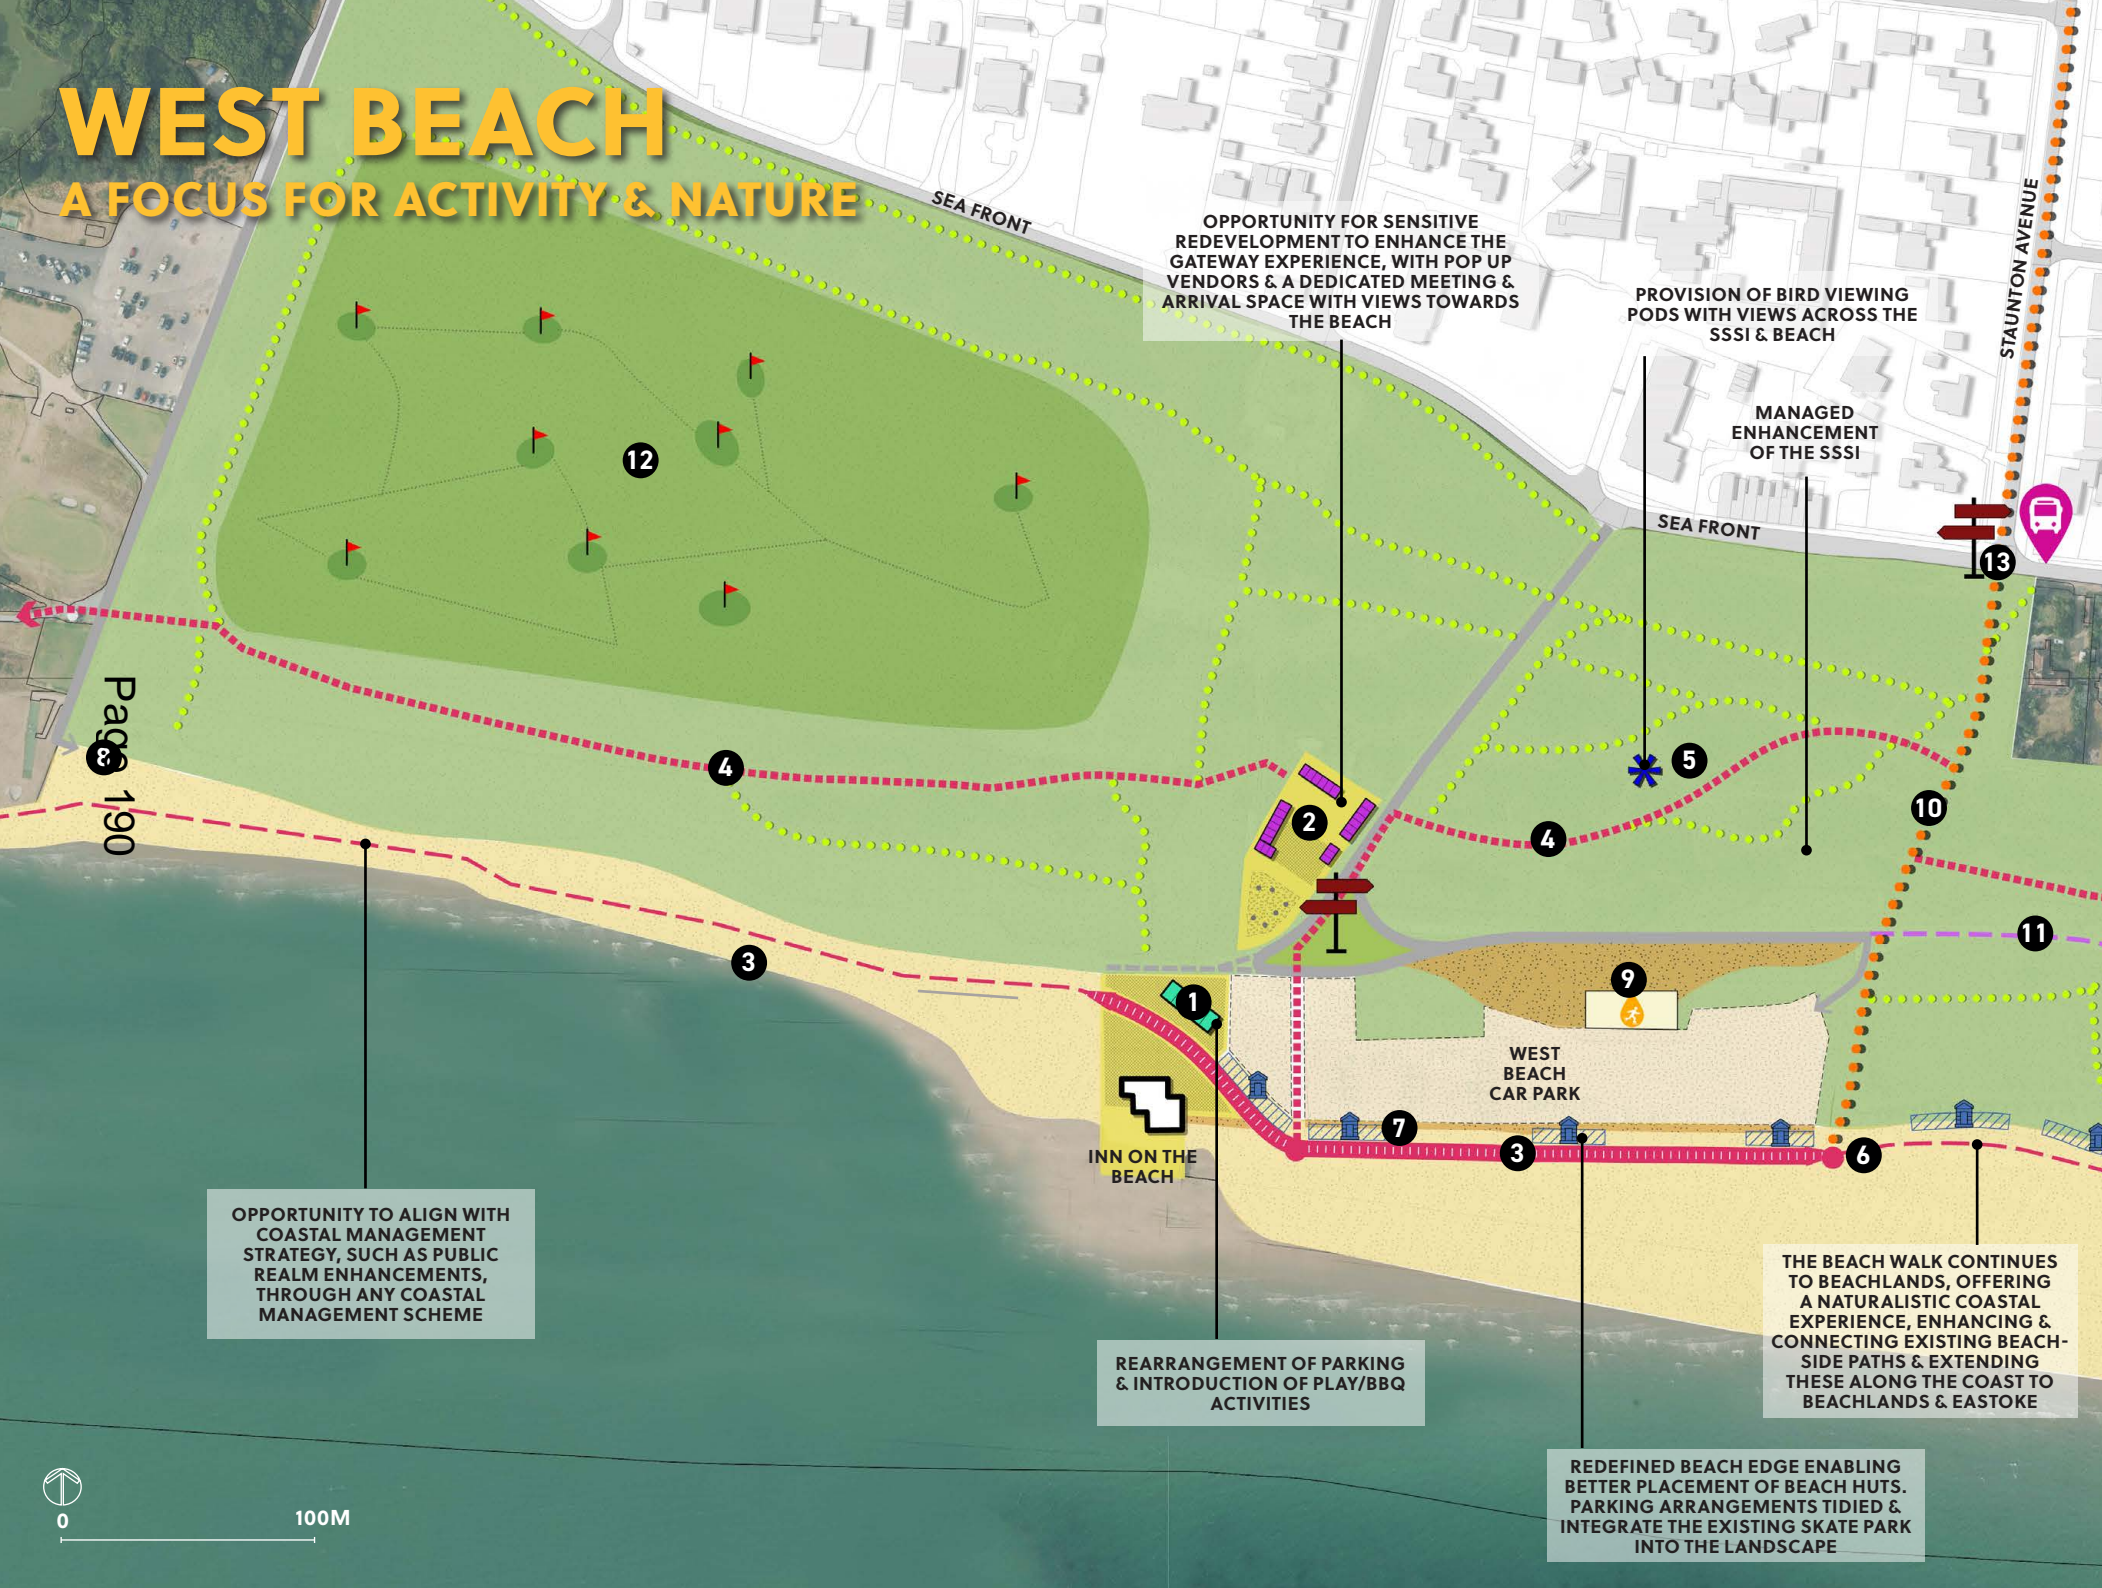 WEST BEACH
A FOCUS FOR ACTIVITY & NATURE
SEA FRONT
OPPORTUNITY FOR SENSITIVE
REDEVELOPMENT TO ENHANCE THE
GATEWAY EXPERIENCE, WITH POP UP
VENDORS & A DEDICATED MEETING &
ARRIVAL SPACE WITH VIEWS TOWARDS
THE BEACH
PROVISION OF BIRD VIEWING
PODS WITH VIEWS ACROSS THE
SSSI & BEACH
STAUNTON AVENUE
MANAGED
ENHANCEMENT
OF THE SSSI
12
SEA FRONT
13
Page 190
8
4
5
2
4
10
3
11
1
9
WEST
BEACH
CAR PARK
7
3
6
INN ON THE
BEACH
OPPORTUNITY TO ALIGN WITH
COASTAL MANAGEMENT
STRATEGY, SUCH AS PUBLIC
REALM ENHANCEMENTS,
THROUGH ANY COASTAL
MANAGEMENT SCHEME
THE BEACH WALK CONTINUES
TO BEACHLANDS, OFFERING
A NATURALISTIC COASTAL
EXPERIENCE, ENHANCING &
CONNECTING EXISTING BEACH-
SIDE PATHS & EXTENDING
THESE ALONG THE COAST TO
BEACHLANDS & EASTOKE
REARRANGEMENT OF PARKING
& INTRODUCTION OF PLAY/BBQ
ACTIVITIES
REDEFINED BEACH EDGE ENABLING
BETTER PLACEMENT OF BEACH HUTS.
PARKING ARRANGEMENTS TIDIED &
INTEGRATE THE EXISTING SKATE PARK
INTO THE LANDSCAPE
0
100M